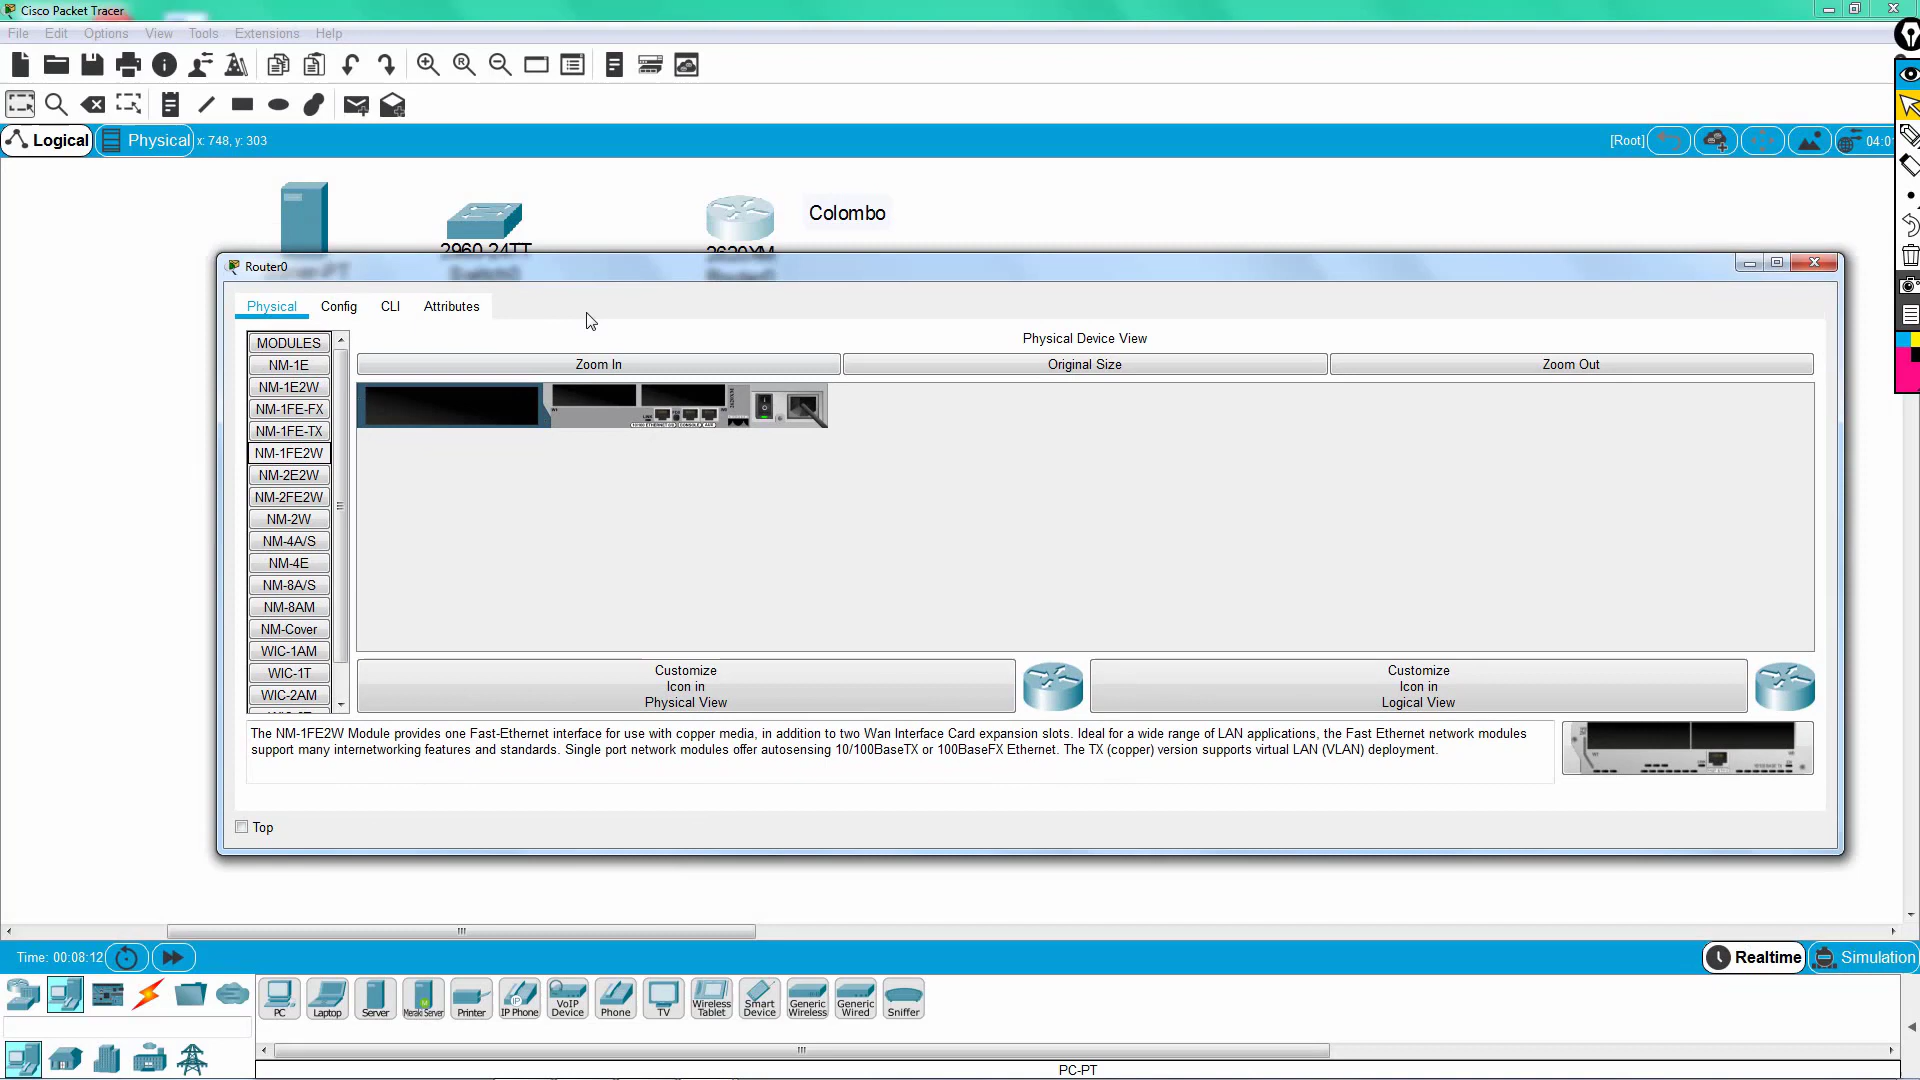 Cisco Packet Tracer
File Edit Options View Tools Extensions Help
Logical Physical x: 748, y: 303 [Root]
Colombo
2960-24TT
2620XM
Router0
Physical Config CLI Attributes
Physical Device View
Zoom In Original Size Zoom Out
MODULES
NM-1E
NM-1E2W
NM-1FE-FX
NM-1FE-TX
NM-1FE2W
NM-2E2W
NM-2FE2W
NM-2W
NM-4A/S
NM-4E
NM-8A/S
NM-8AM
NM-Cover
WIC-1AM
WIC-1T
WIC-2AM
Customize
Icon in
Physical View
Customize
Icon in
Logical View
The NM-1FE2W Module provides one Fast-Ethernet interface for use with copper media, in addition to two Wan Interface Card expansion slots. Ideal for a wide range of LAN applications, the Fast Ethernet network modules
support many internetworking features and standards. Single port network modules offer autosensing 10/100BaseTX or 100BaseFX Ethernet. The TX (copper) version supports virtual LAN (VLAN) deployment.
Top
Time: 00:08:12 Realtime Simulation
PC
Laptop
Server
Meraki Server
Printer
IP Phone
VoIP
Device
Phone
TV
Wireless
Tablet
Smart
Device
Generic
Wireless
Generic
Wired
Sniffer
PC-PT